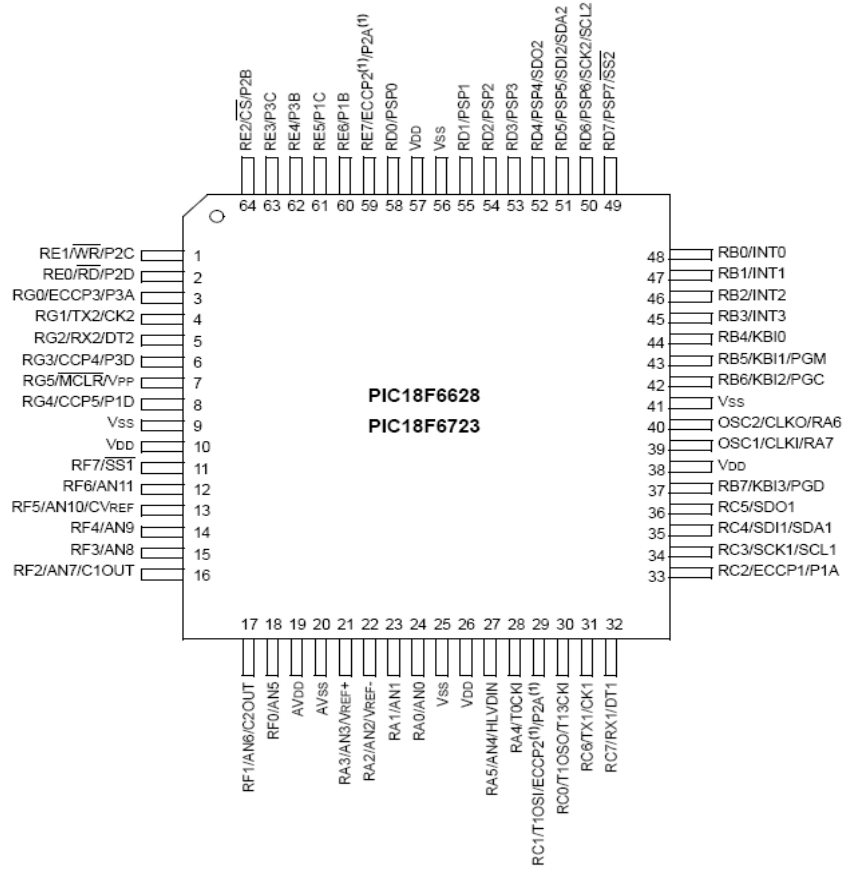 RE2/CS/P2B
RE3/P3C
RE4/P3B
RE5/P1C
RE6/P1B
RE7/ECCP2(1)/P2A(1)
RD0/PSP0
VDD
VSS
RD1/PSP1
RD2/PSP2
RD3/PSP3
RD4/PSP4/SDO2
RD5/PSP5/SDI2/SDA2
RD6/PSP6/SCK2/SCL2
RD7/PSP7/SS2
64 63 62 61 60 59 58 57 56 55 54 53 52 51 50 49
RE1/WR/P2C 1
RE0/RD/P2D 2
RG0/ECCP3/P3A 3
RG1/TX2/CK2 4
RG2/RX2/DT2 5
RG3/CCP4/P3D 6
RG5/MCLR/VPP 7
RG4/CCP5/P1D 8
VSS 9
VDD 10
RF7/SS1 11
RF6/AN11 12
RF5/AN10/CVREF 13
RF4/AN9 14
RF3/AN8 15
RF2/AN7/C1OUT 16
PIC18F6628
PIC18F6723
48 RB0/INT0
47 RB1/INT1
46 RB2/INT2
45 RB3/INT3
44 RB4/KBI0
43 RB5/KBI1/PGM
42 RB6/KBI2/PGC
41 VSS
40 OSC2/CLKO/RA6
39 OSC1/CLKI/RA7
38 VDD
37 RB7/KBI3/PGD
36 RC5/SDO1
35 RC4/SDI1/SDA1
34 RC3/SCK1/SCL1
33 RC2/ECCP1/P1A
17 18 19 20 21 22 23 24 25 26 27 28 29 30 31 32
RF1/AN6/C2OUT
RF0/AN5
AVDD
AVSS
RA3/AN3/VREF+
RA2/AN2/VREF-
RA1/AN1
RA0/AN0
VSS
VDD
RA5/AN4/HLVDIN
RA4/T0CKI
RC1/T1OSI/ECCP2(1)/P2A(1)
RC0/T1OSO/T13CKI
RC6/TX1/CK1
RC7/RX1/DT1